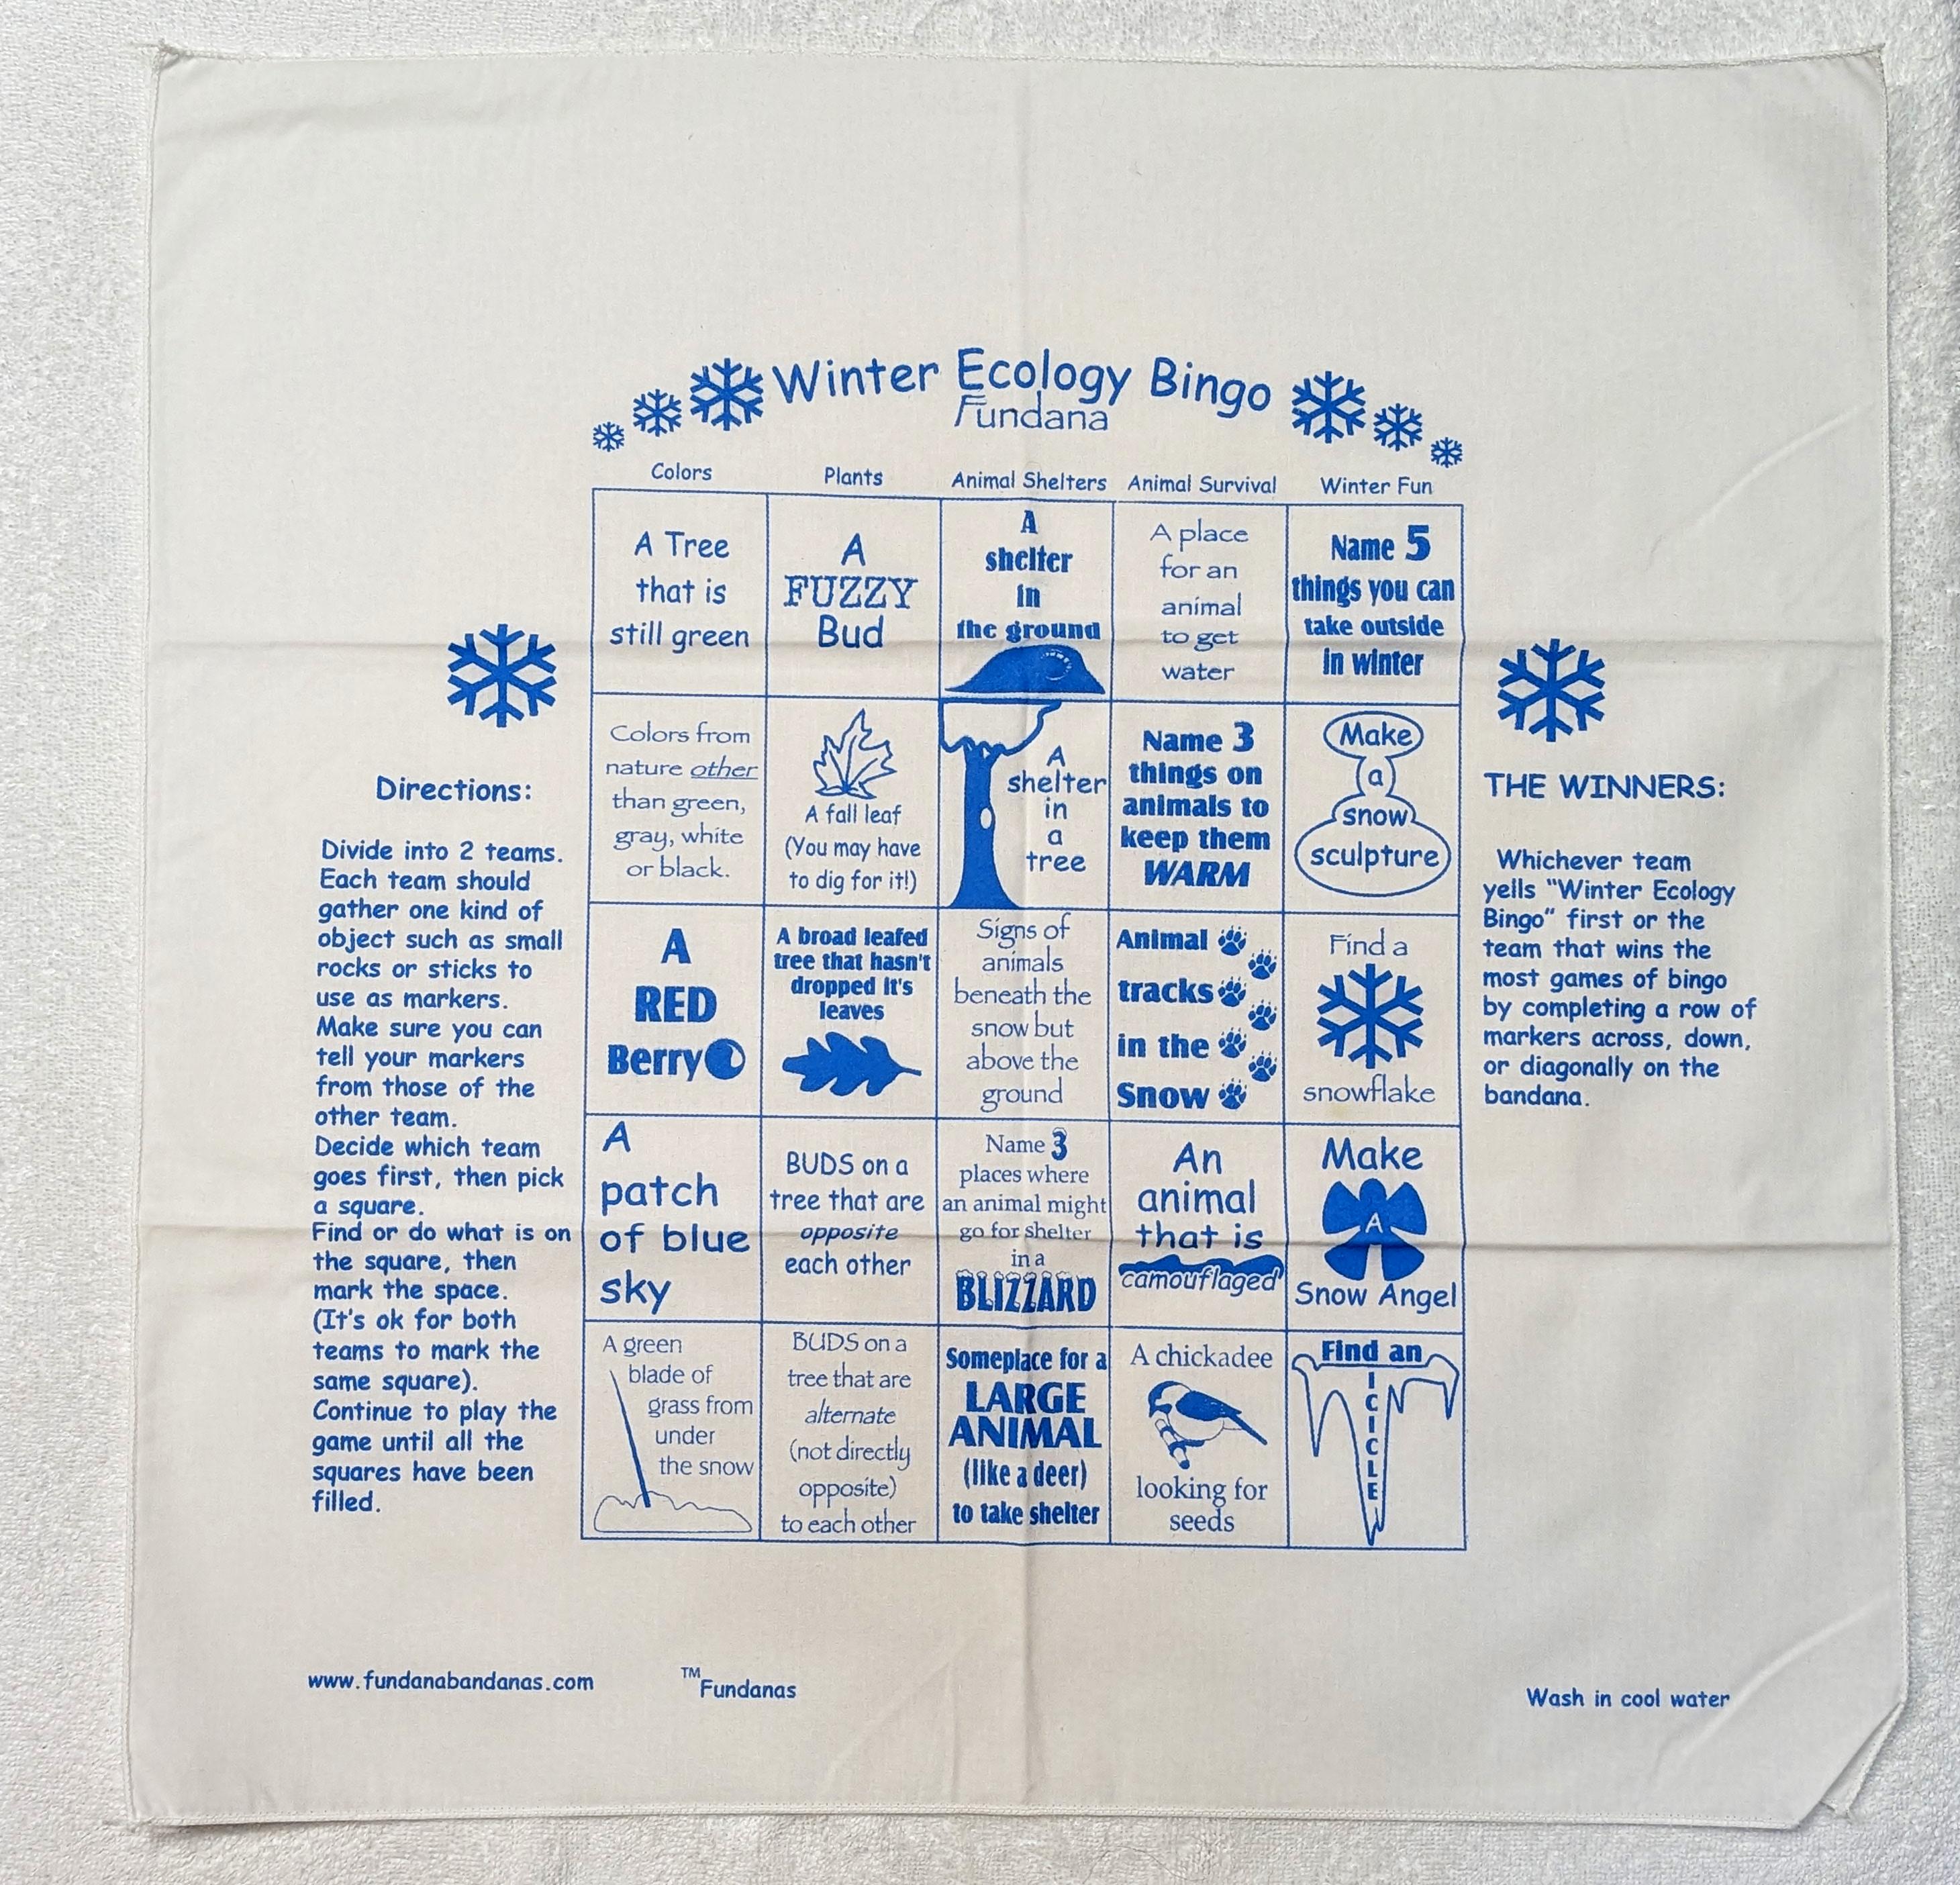 Winter Ecology Bingo
Fundana
Colors
Plants
Animal Shelters
Animal Survival
Winter Fun
A Tree
that is
still green
A
FUZZY
Bud
A
shelter
in
the ground
A place
for an
animal
to get
water
Name 5
things you can
take outside
in winter
Colors from
nature other
than green,
gray, white
or black.
A fall leaf
(You may have
to dig for it!)
A
shelter
in
a
tree
Name 3
things on
animals to
keep them
WARM
Make
a
snow
sculpture
A
RED
Berry
A broad leafed
tree that hasn't
dropped it's
leaves
Signs of
animals
beneath the
snow but
above the
ground
Animal
tracks
in the
Snow
Find a
snowflake
A
patch
of blue
sky
BUDS on a
tree that are
opposite
each other
Name 3
places where
an animal might
go for shelter
in a
BLIZZARD
An
animal
that is
camouflaged
Make
A
Snow Angel
A green
blade of
grass from
under
the snow
BUDS on a
tree that are
alternate
(not directly
opposite)
to each other
Someplace for a
LARGE
ANIMAL
(like a deer)
to take shelter
A chickadee
looking for
seeds
Find an
ICICLE
Directions:
Divide into 2 teams.
Each team should
gather one kind of
object such as small
rocks or sticks to
use as markers.
Make sure you can
tell your markers
from those of the
other team.
Decide which team
goes first, then pick
a square.
Find or do what is on
the square, then
mark the space.
(It's ok for both
teams to mark the
same square).
Continue to play the
game until all the
squares have been
filled.
THE WINNERS:
Whichever team
yells "Winter Ecology
Bingo" first or the
team that wins the
most games of bingo
by completing a row of
markers across, down,
or diagonally on the
bandana.
www.fundanabandanas.com
TM Fundanas
Wash in cool water